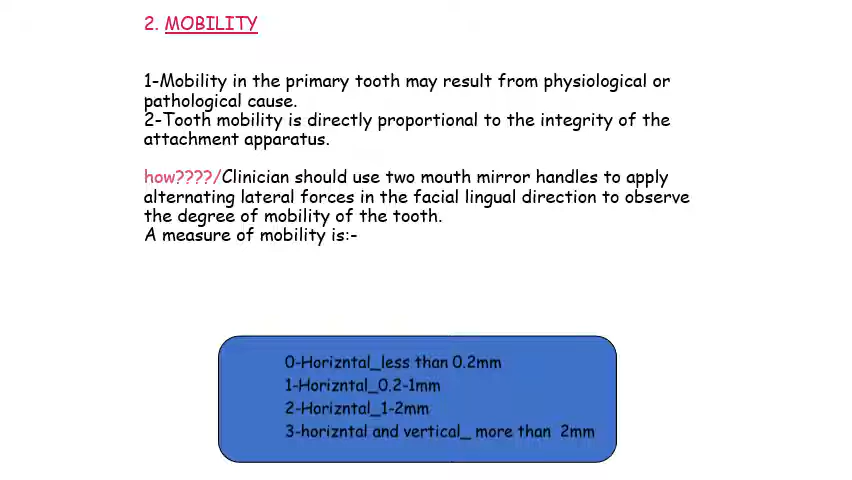 2. MOBILITY
1-Mobility in the primary tooth may result from physiological or
pathological cause.
2-Tooth mobility is directly proportional to the integrity of the
attachment apparatus.
how????/Clinician should use two mouth mirror handles to apply
alternating lateral forces in the facial lingual direction to observe
the degree of mobility of the tooth.
A measure of mobility is:-
0-Horizntal_less than 0.2mm
1-Horizntal_0.2-1mm
2-Horizntal_1-2mm
3-horizntal and vertical_ more than  2mm